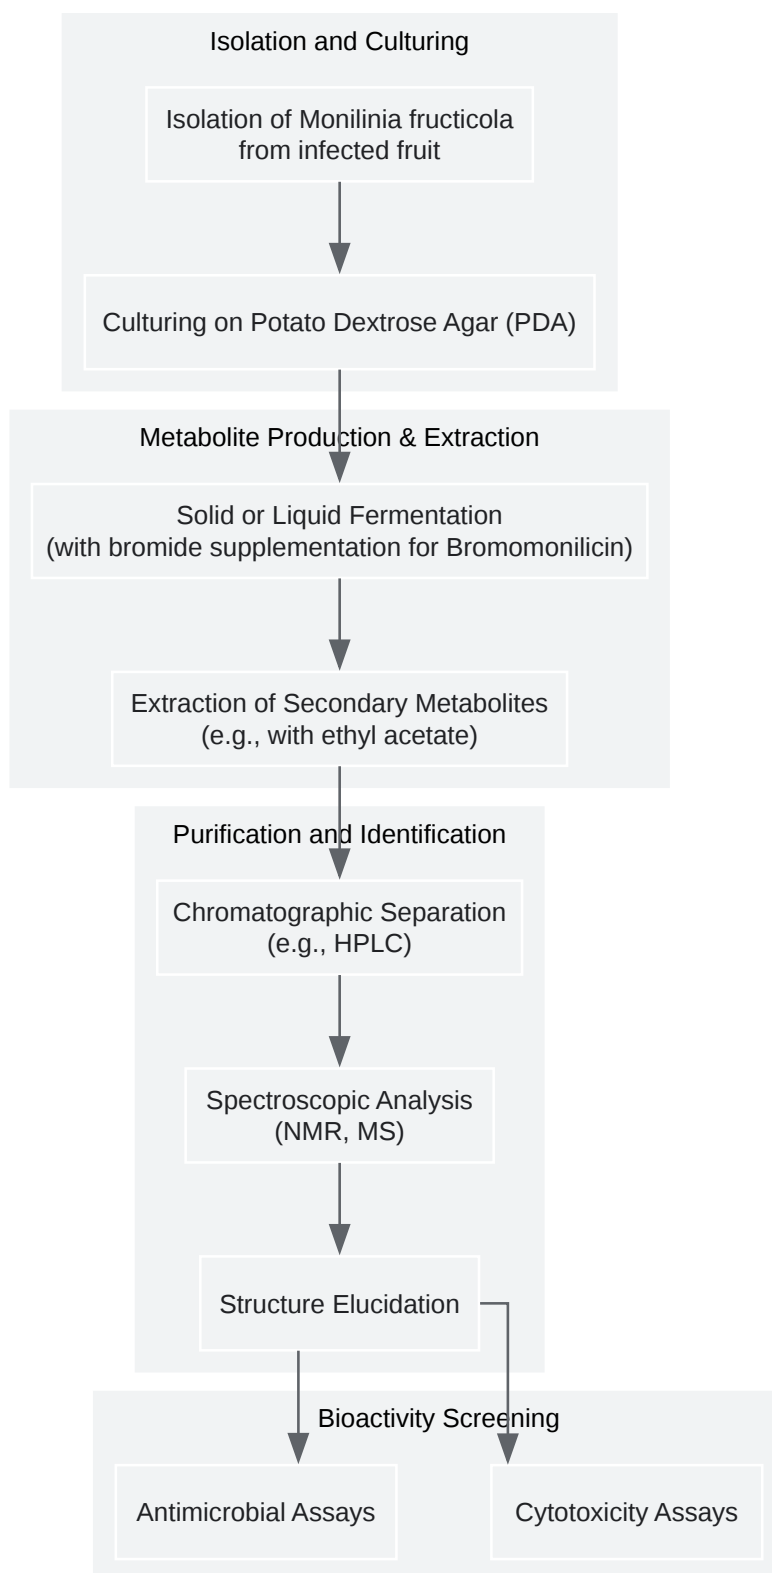 Isolation and Culturing
Isolation of Monilinia fructicola
from infected fruit
Culturing on Potato Dextrose Agar (PDA)
Metabolite Production & Extraction
Solid or Liquid Fermentation
(with bromide supplementation for Bromomonilicin)
Extraction of Secondary Metabolites
(e.g., with ethyl acetate)
Purification and Identification
Chromatographic Separation
(e.g., HPLC)
Spectroscopic Analysis
(NMR, MS)
Structure Elucidation
Bioactivity Screening
Antimicrobial Assays
Cytotoxicity Assays